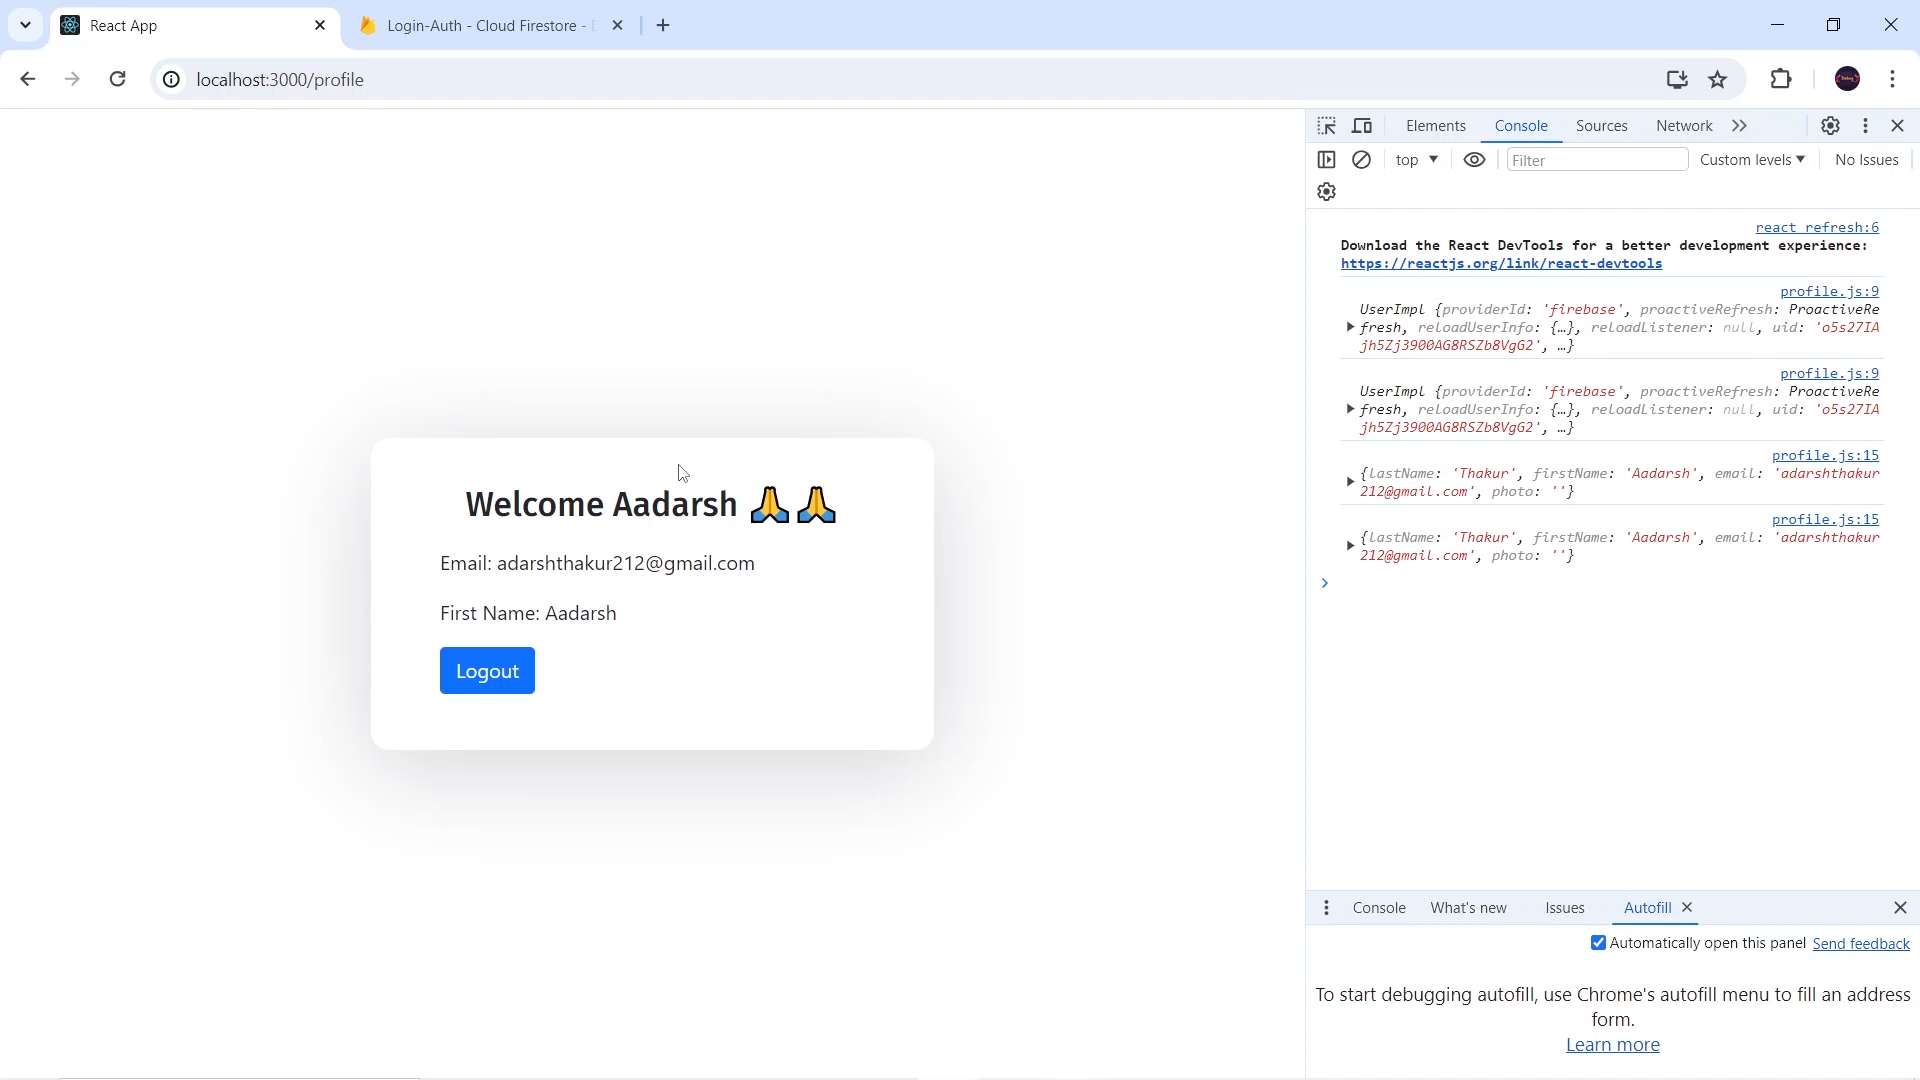 React App
Login-Auth - Cloud Firestore -
localhost:3000/profile
Elements Console Sources Network
top Filter Custom levels No Issues
react refresh:6
Download the React DevTools for a better development experience:
https://reactjs.org/link/react-devtools
profile.js:9
UserImpl {providerId: 'firebase', proactiveRefresh: ProactiveRe
fresh, reloadUserInfo: {…}, reloadListener: null, uid: 'o5s27IA
jh5Zj3900AG8RSZb8VgG2', …}
profile.js:9
UserImpl {providerId: 'firebase', proactiveRefresh: ProactiveRe
fresh, reloadUserInfo: {…}, reloadListener: null, uid: 'o5s27IA
jh5Zj3900AG8RSZb8VgG2', …}
profile.js:15
{lastName: 'Thakur', firstName: 'Aadarsh', email: 'adarshthakur
212@gmail.com', photo: ''}
profile.js:15
{lastName: 'Thakur', firstName: 'Aadarsh', email: 'adarshthakur
212@gmail.com', photo: ''}
Welcome Aadarsh 🙏🙏
Email: adarshthakur212@gmail.com
First Name: Aadarsh
Logout
Console What's new Issues Autofill
Automatically open this panel Send feedback
To start debugging autofill, use Chrome's autofill menu to fill an address
form.
Learn more